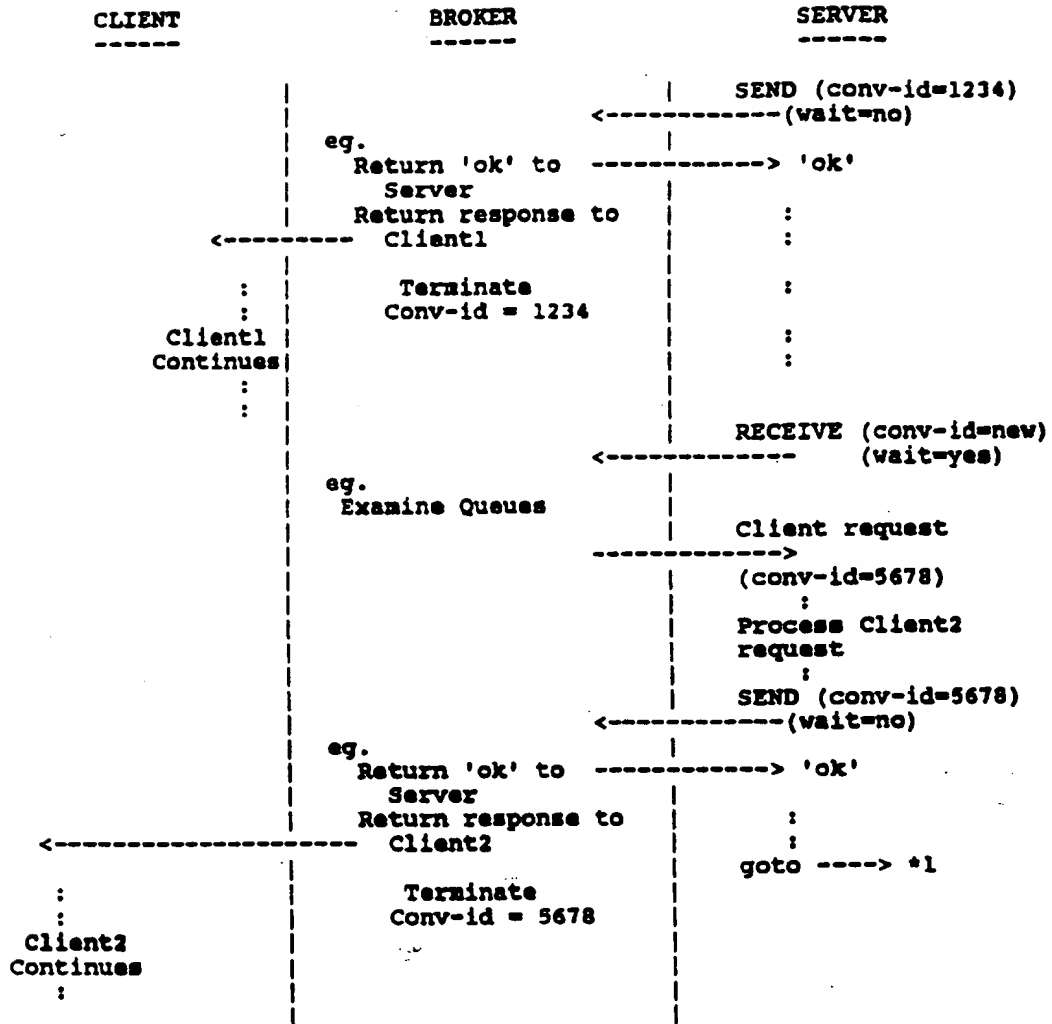 CLIENT BROKER SERVER
------ ------ ------
SEND (conv-id=1234)
<------------(wait=no)
eg.
Return 'ok' to ------------> 'ok'
Server
Return response to :
<--------- Client1 :
: Terminate :
: Conv-id = 1234
Client1 :
Continues :
:
:
RECEIVE (conv-id=new)
<------------ (wait=yes)
eg.
Examine Queues
Client request
------------>
(conv-id=5678)
:
Process Client2
request
:
SEND (conv-id=5678)
<------------(wait=no)
eg.
Return 'ok' to ------------> 'ok'
Server
Return response to :
<------------------- Client2 :
goto ----> *1
: Terminate
: Conv-id = 5678
Client2
Continues
: